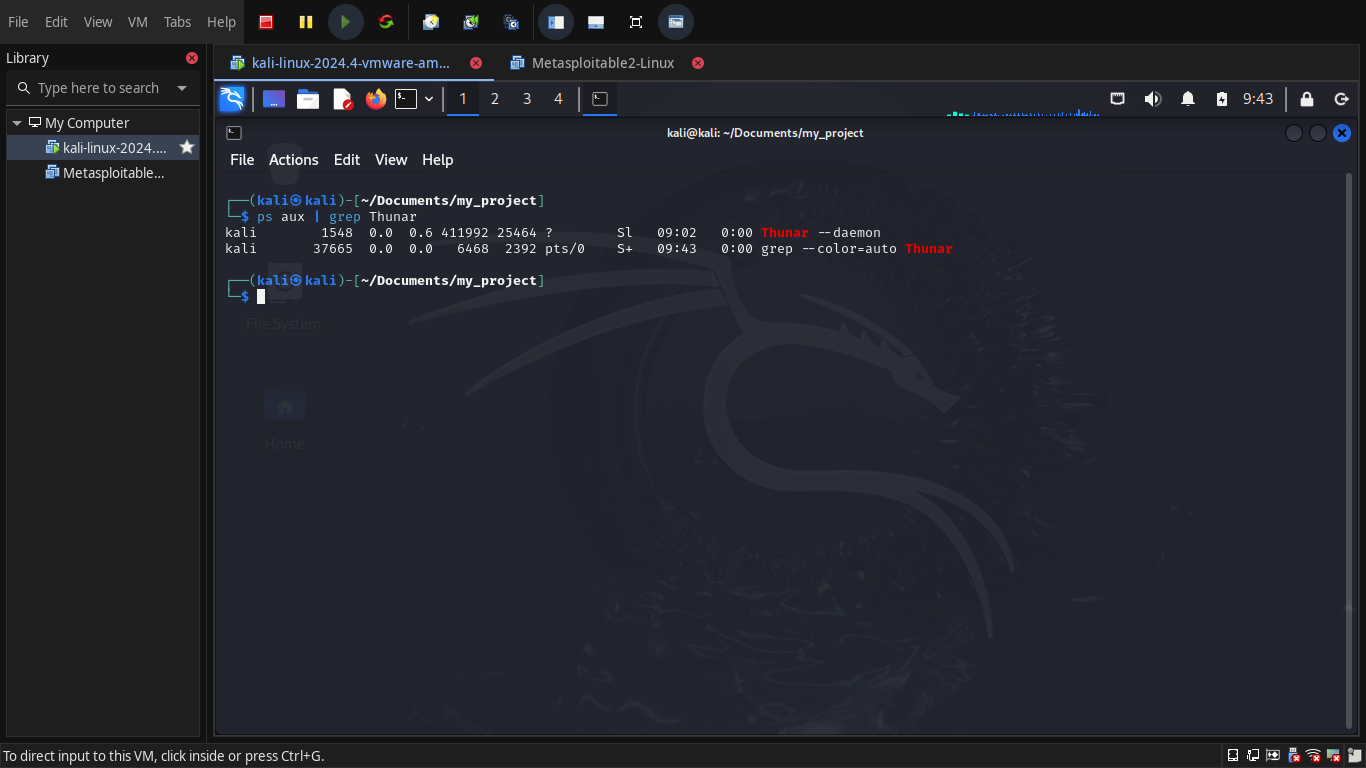 File Edit View VM Tabs Help
Library
kali-linux-2024.4-vmware-am...
Metasploitable2-Linux
Type here to search
1 2 3 4
9:43
My Computer
kali-linux-2024....
Metasploitable...
kali@kali: ~/Documents/my_project
File Actions Edit View Help
┌──(kali㉿kali)-[~/Documents/my_project]
└─$ ps aux | grep Thunar
kali        1548  0.0  0.6 411992 25464 ?        Sl   09:02   0:00 Thunar --daemon
kali       37665  0.0  0.0   6468  2392 pts/0    S+   09:43   0:00 grep --color=auto Thunar
┌──(kali㉿kali)-[~/Documents/my_project]
└─$
File System
Home
To direct input to this VM, click inside or press Ctrl+G.